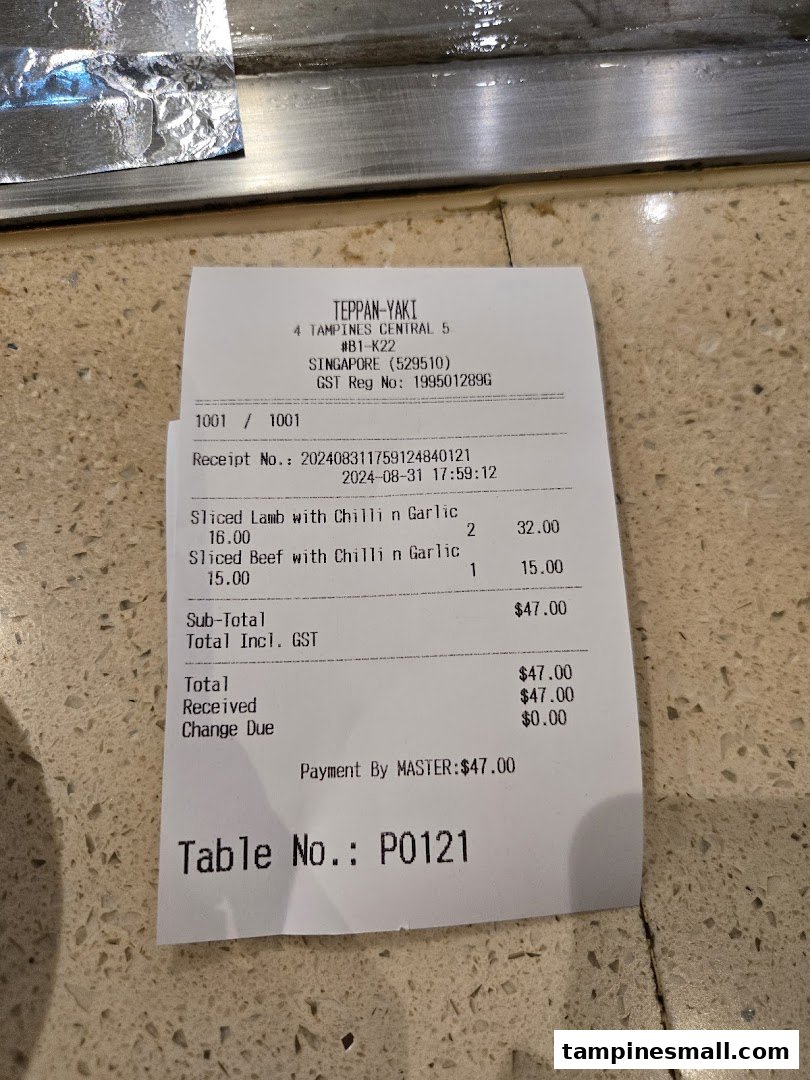 TEPPAN-YAKI
4 TAMPINES CENTRAL 5
#B1-K22
SINGAPORE (529510)
GST Reg No: 199501289G
1001 / 1001
Receipt No.: 202408311759124840121
2024-08-31 17:59:12
Sliced Lamb with Chilli n Garlic
16.00 2 32.00
Sliced Beef with Chilli n Garlic
15.00 1 15.00
Sub-Total $47.00
Total Incl. GST
Total $47.00
Received $47.00
Change Due $0.00
Payment By MASTER:$47.00
Table No.: P0121
tampinesmall.com